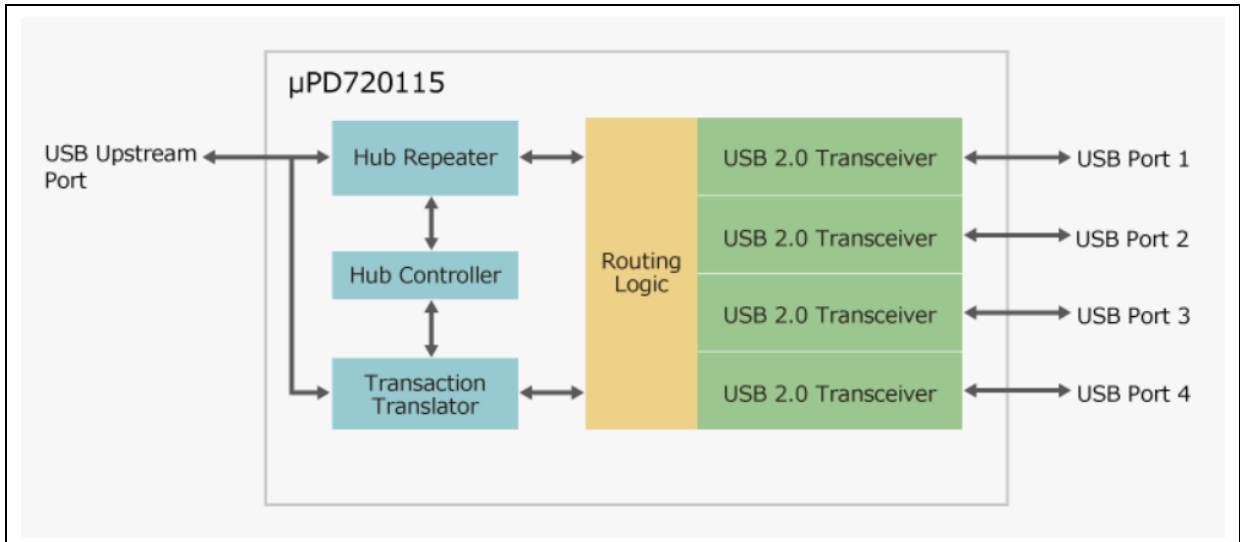 µPD720115
USB Upstream
Port
Hub Repeater
Hub Controller
Transaction
Translator
Routing
Logic
USB 2.0 Transceiver
USB 2.0 Transceiver
USB 2.0 Transceiver
USB 2.0 Transceiver
USB Port 1
USB Port 2
USB Port 3
USB Port 4